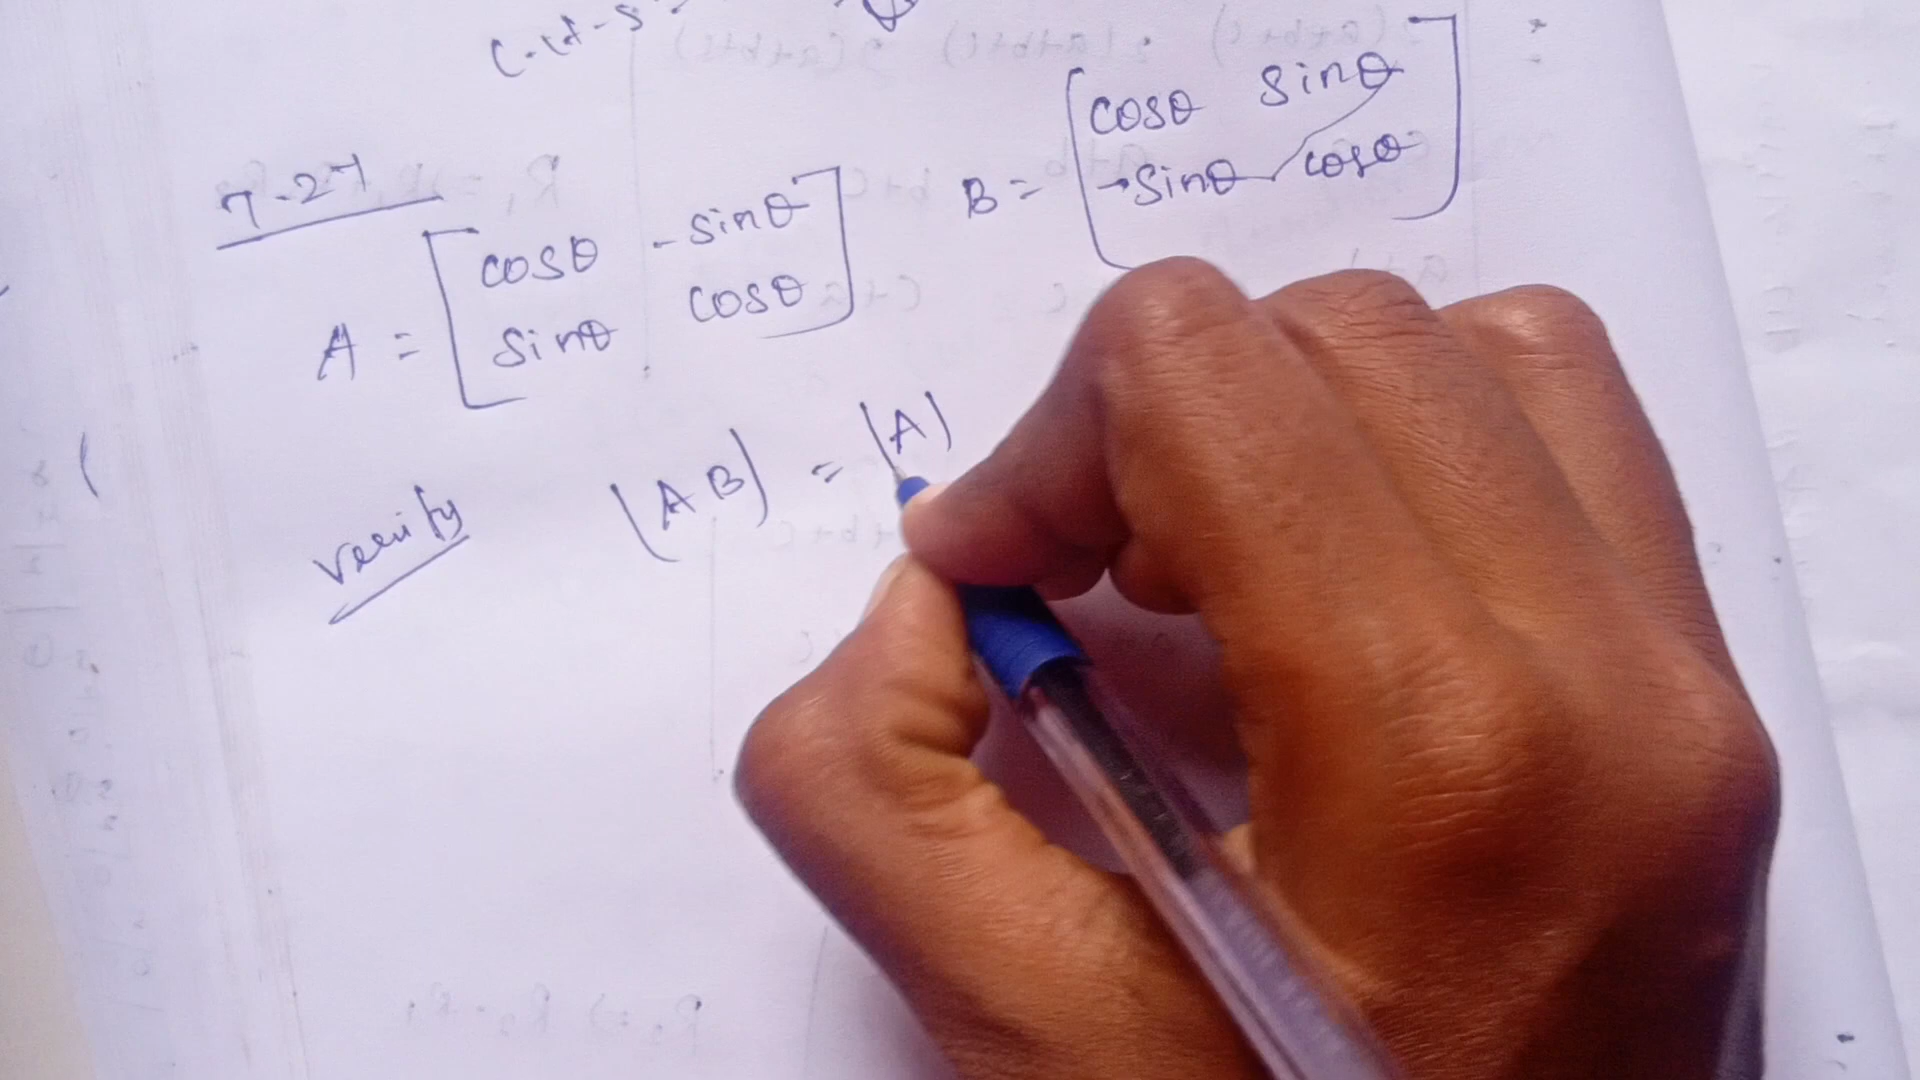 7.27
A = [cosθ -sinθ
sinθ cosθ]
B = [cosθ sinθ
-sinθ cosθ]
verify |AB| = |A|